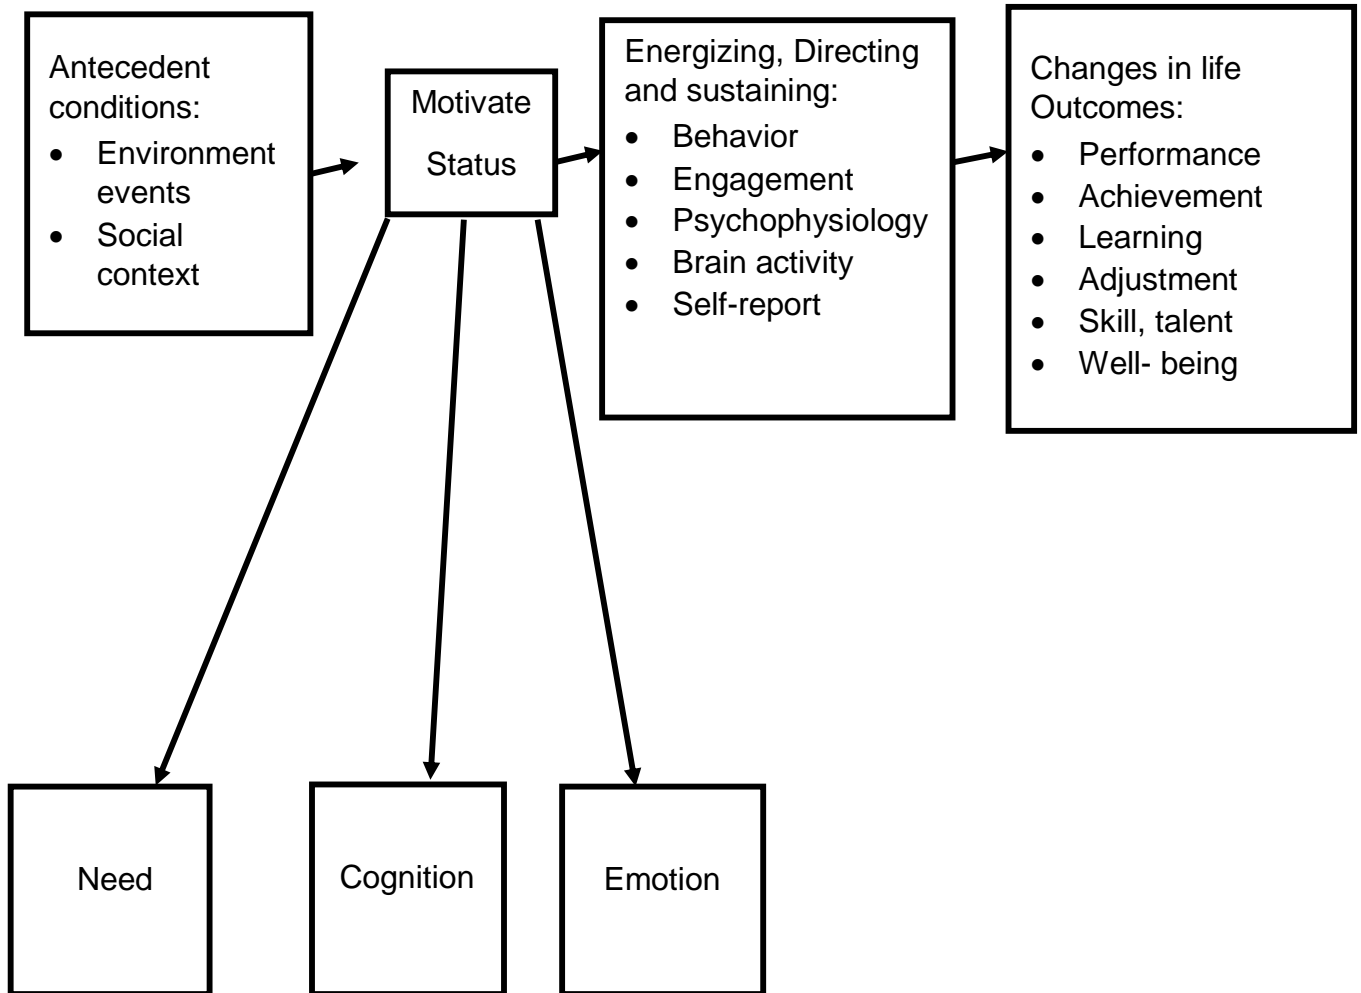 Antecedent
conditions:
• Environment
events
• Social
context
Motivate
Status
Energizing, Directing
and sustaining:
• Behavior
• Engagement
• Psychophysiology
• Brain activity
• Self-report
Changes in life
Outcomes:
• Performance
• Achievement
• Learning
• Adjustment
• Skill, talent
• Well- being
Need
Cognition
Emotion